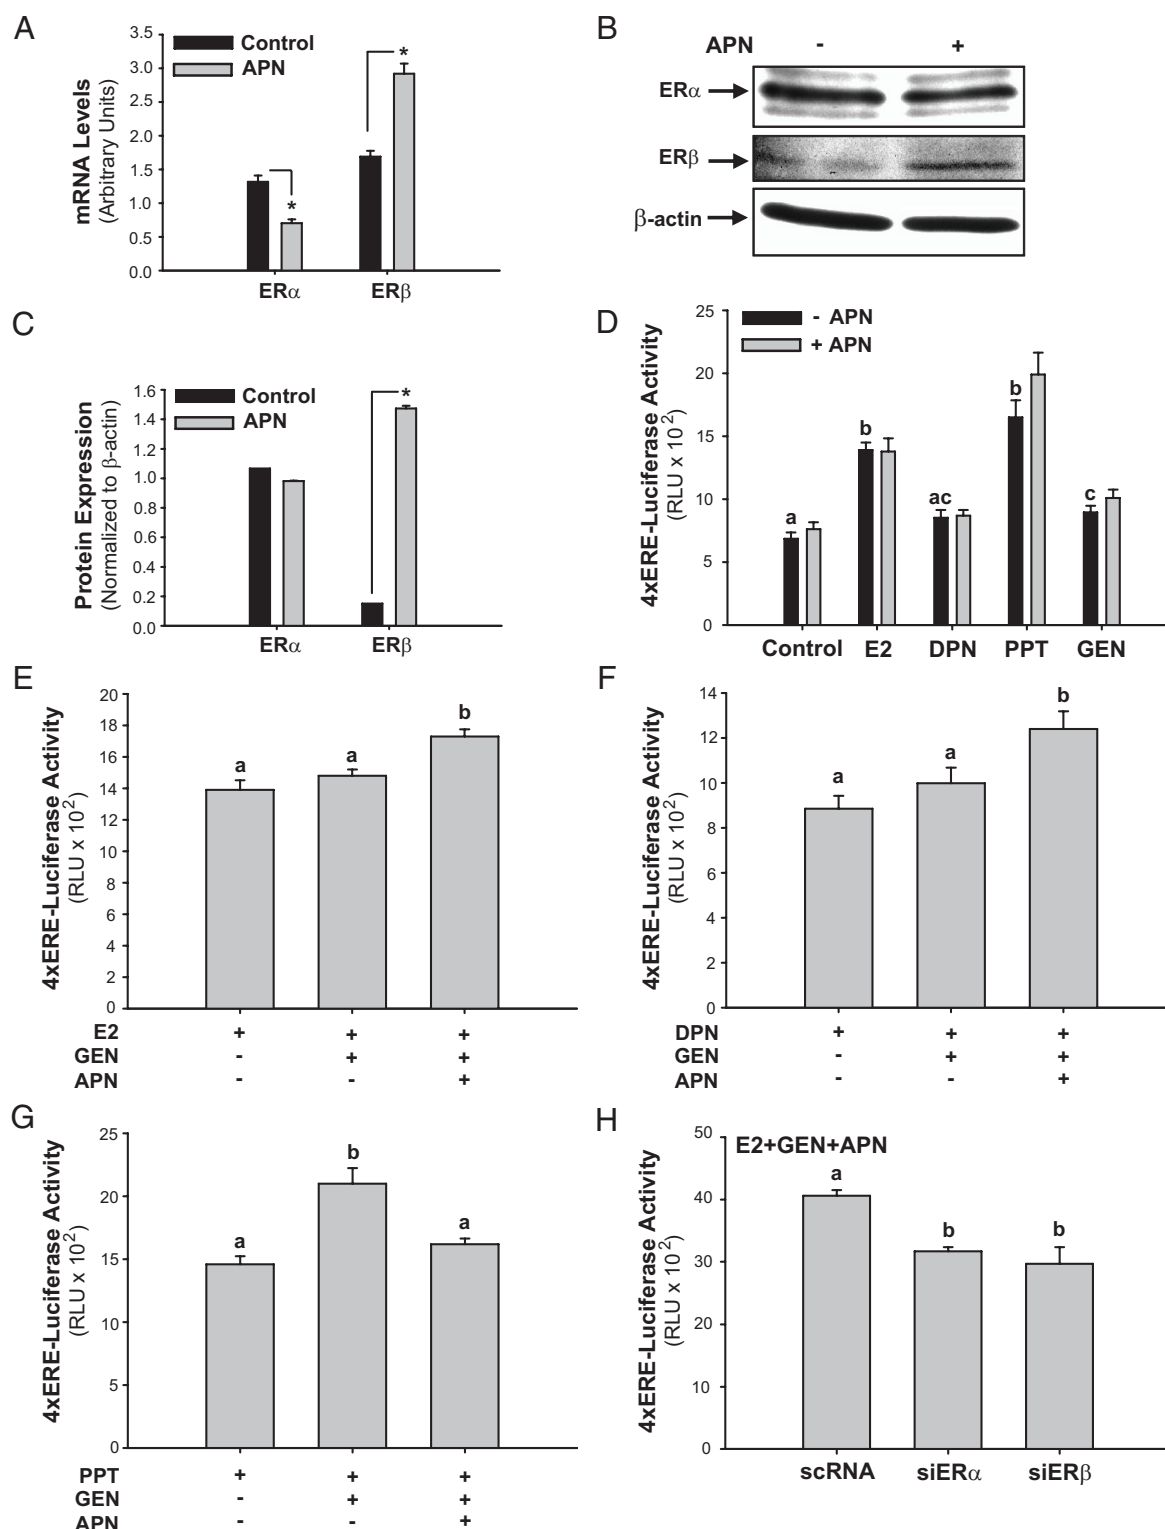 A
mRNA Levels
(Arbitrary Units)
3.5
3.0
2.5
2.0
1.5
1.0
0.5
0.0
Control
APN
*
*
ERα
ERβ
B
APN - +
ERα
ERβ
β-actin
C
Protein Expression
(Normalized to β-actin)
1.6
1.4
1.2
1.0
0.8
0.6
0.4
0.2
0.0
Control
APN
*
ERα
ERβ
D
4xERE-Luciferase Activity
(RLU x 10²)
25
20
15
10
5
0
- APN
+ APN
a
b
ac
b
c
Control E2 DPN PPT GEN
E
4xERE-Luciferase Activity
(RLU x 10²)
20
18
16
14
12
10
8
6
4
2
0
a
a
b
E2 + + +
GEN - + +
APN - - +
F
4xERE-Luciferase Activity
(RLU x 10²)
14
12
10
8
6
4
2
0
a
a
b
DPN + + +
GEN - + +
APN - - +
G
4xERE-Luciferase Activity
(RLU x 10²)
25
20
15
10
5
0
a
b
a
PPT + + +
GEN - + +
APN - - +
H
4xERE-Luciferase Activity
(RLU x 10²)
50
40
30
20
10
0
E2+GEN+APN
a
b
b
scRNA siERα siERβ